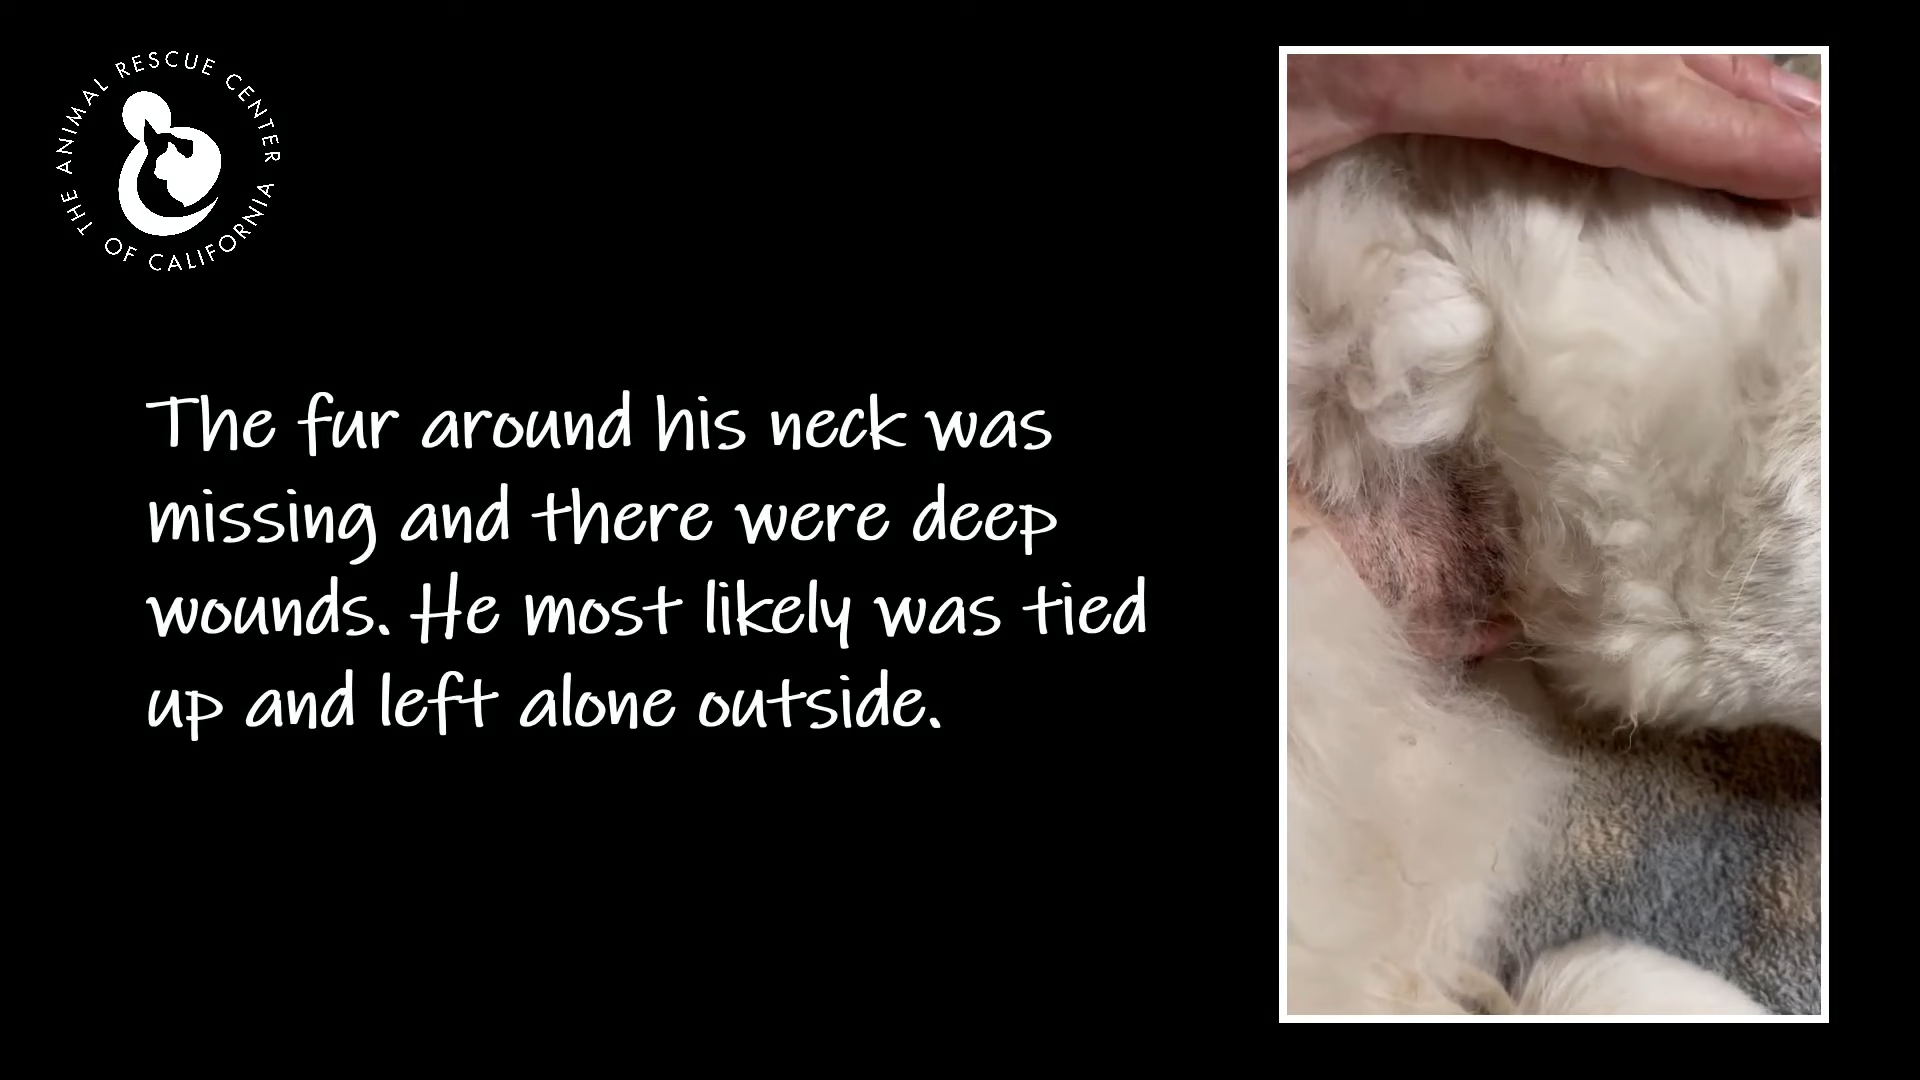 THE ANIMAL RESCUE CENTER OF CALIFORNIA
The fur around his neck was
missing and there were deep
wounds. He most likely was tied
up and left alone outside.